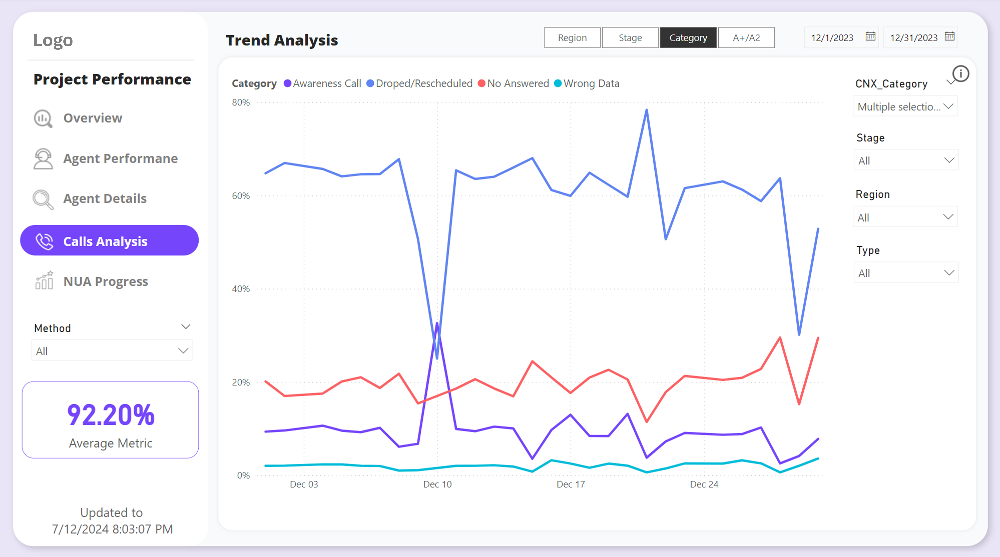 Logo
Project Performance
Overview
Agent Performane
Agent Details
Calls Analysis
NUA Progress
Method
All
92.20%
Average Metric
Updated to
7/12/2024 8:03:07 PM
Trend Analysis
Region Stage Category A+/A2
12/1/2023 12/31/2023
Category Awareness Call Droped/Rescheduled No Answered Wrong Data
80%
60%
40%
20%
0%
Dec 03 Dec 10 Dec 17 Dec 24
i
CNX_Category
Multiple selectio...
Stage
All
Region
All
Type
All